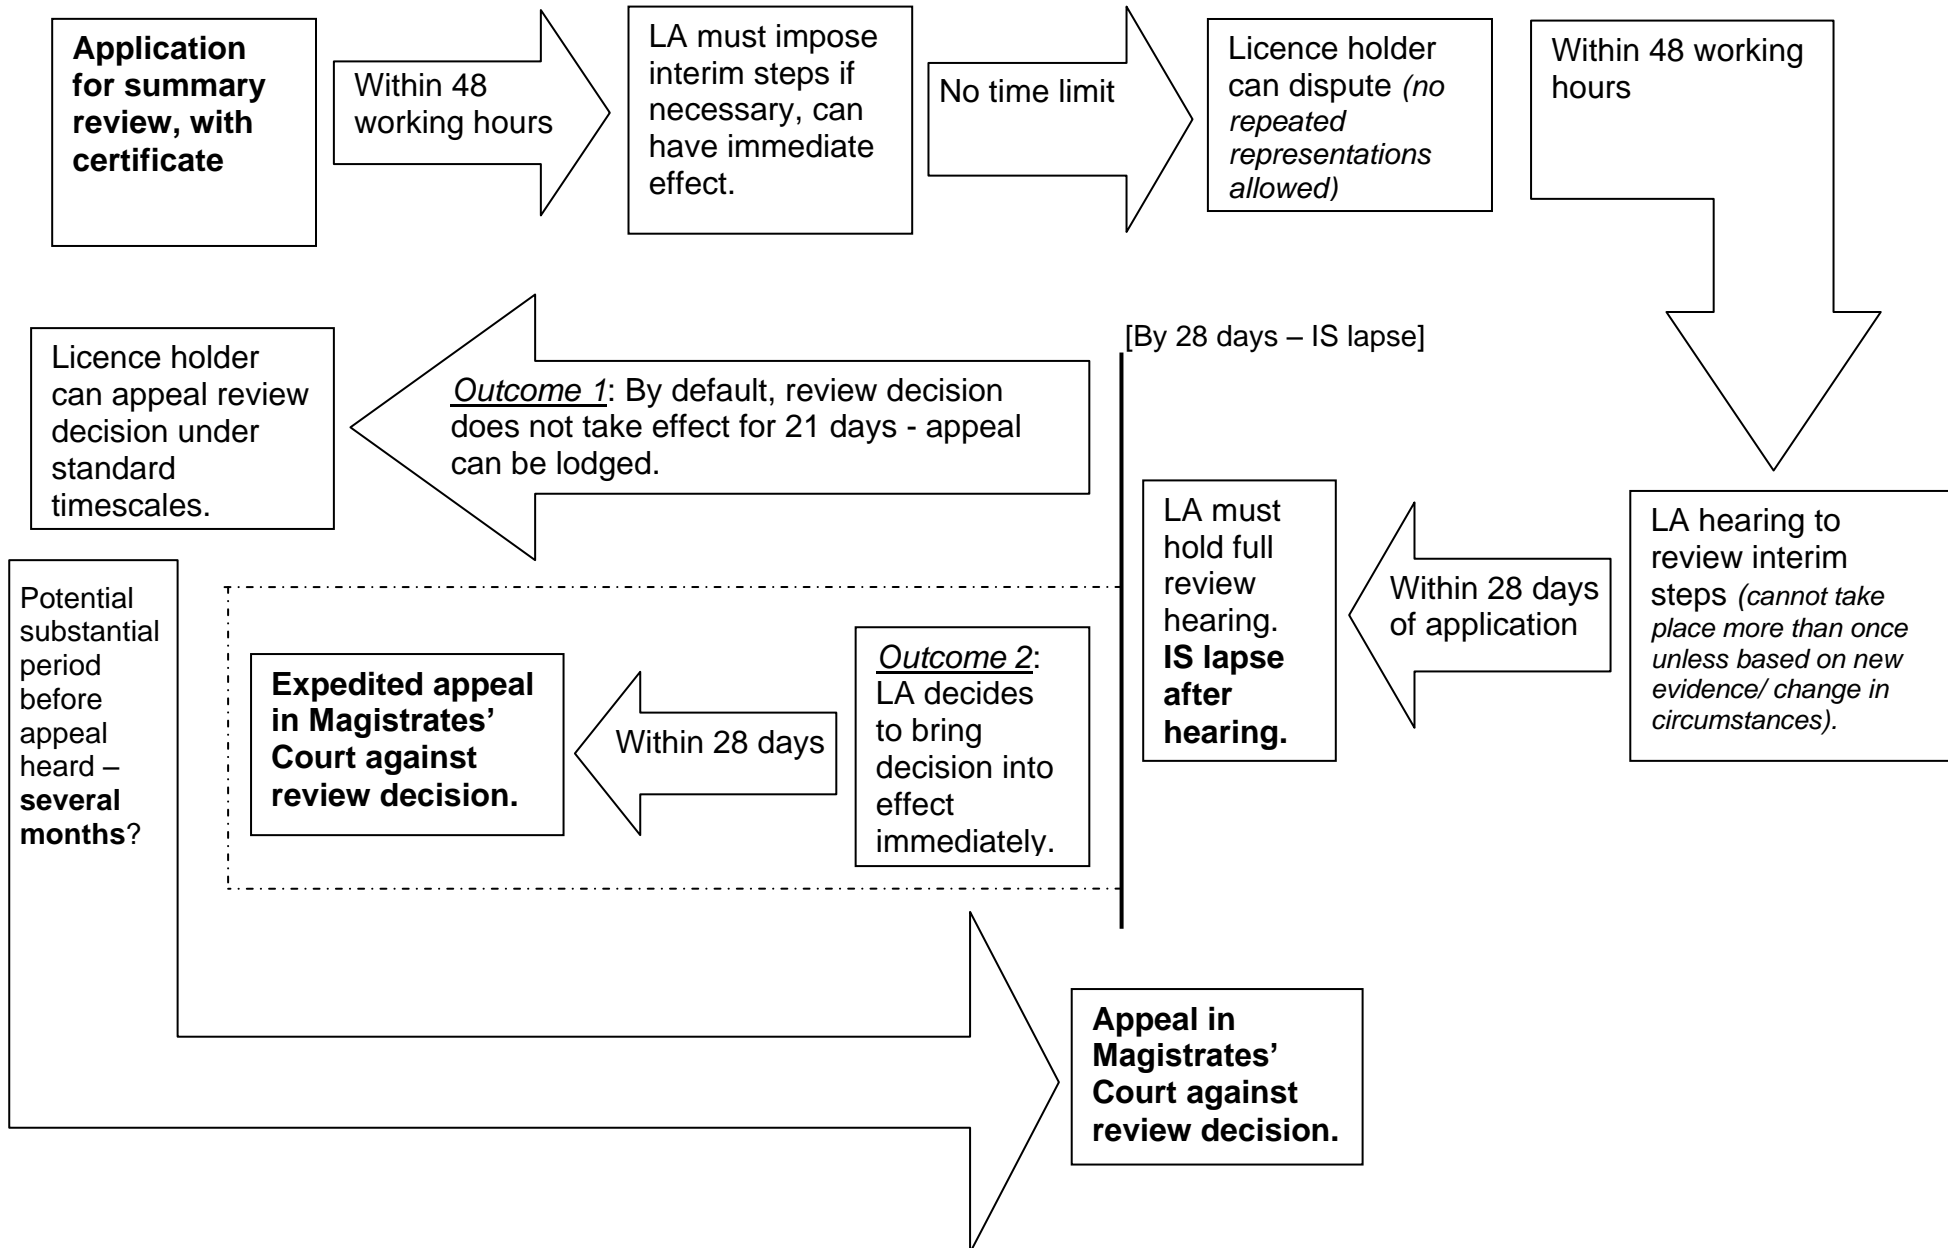 Application
for summary
review, with
certificate
Within 48
working hours
LA must impose
interim steps if
necessary, can
have immediate
effect.
No time limit
Licence holder
can dispute (no
repeated
representations
allowed)
Within 48 working
hours
LA hearing to
review interim
steps (cannot take
place more than once
unless based on new
evidence/ change in
circumstances).
Within 28 days
of application
LA must
hold full
review
hearing.
IS lapse
after
hearing.
[By 28 days – IS lapse]
Outcome 1: By default, review decision
does not take effect for 21 days - appeal
can be lodged.
Licence holder
can appeal review
decision under
standard
timescales.
Outcome 2:
LA decides
to bring
decision into
effect
immediately.
Within 28 days
Expedited appeal
in Magistrates’
Court against
review decision.
Potential
substantial
period
before
appeal
heard –
several
months?
Appeal in
Magistrates’
Court against
review decision.